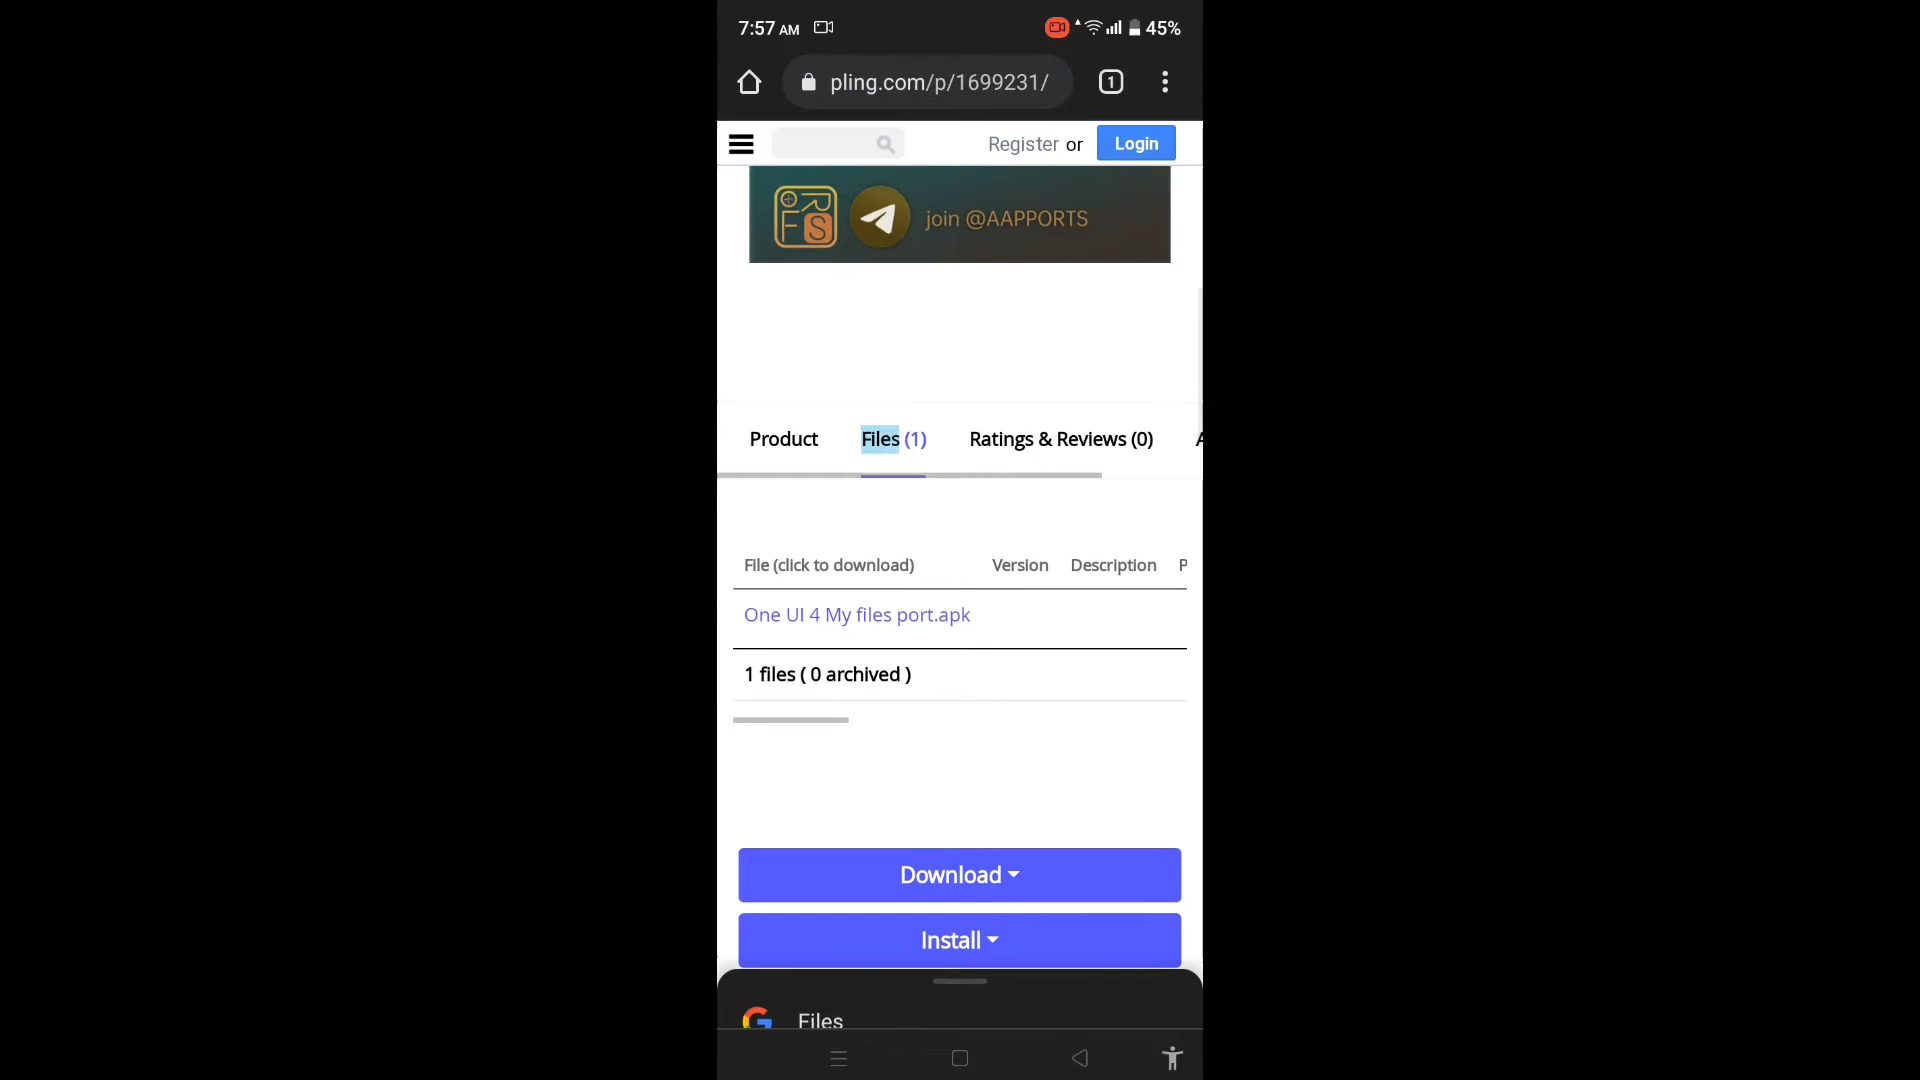 7:57 AM 45%
pling.com/p/1699231/ 1
Register or Login
RFS join @AAPPORTS
Product Files (1) Ratings & Reviews (0) A
File (click to download) Version Description P
One UI 4 My files port.apk
1 files ( 0 archived )
Download
Install
G Files